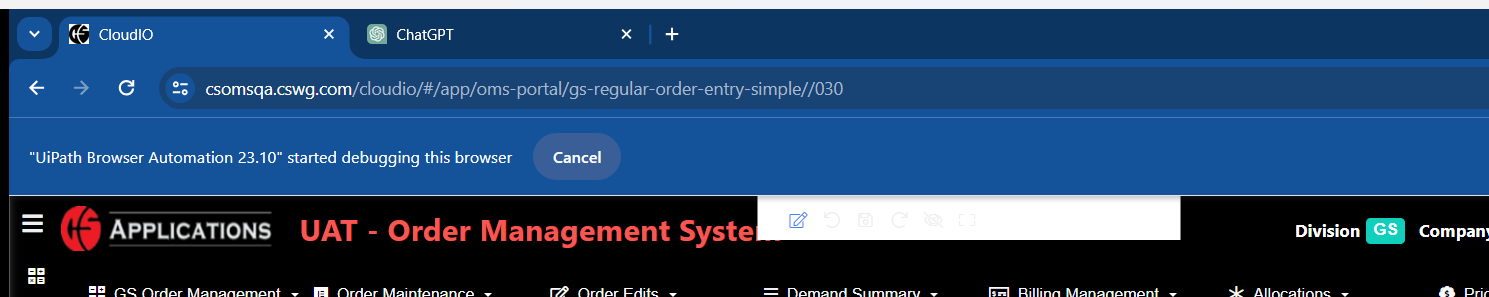 CloudIO
ChatGPT
csomsqa.cswg.com/cloudio/#/app/oms-portal/gs-regular-order-entry-simple//030
"UiPath Browser Automation 23.10" started debugging this browser
Cancel
APPLICATIONS
UAT - Order Management System
Division GS Company
GS Order Management
Order Maintenance
Order Edits
Demand Summary
Billing Management
Allocations